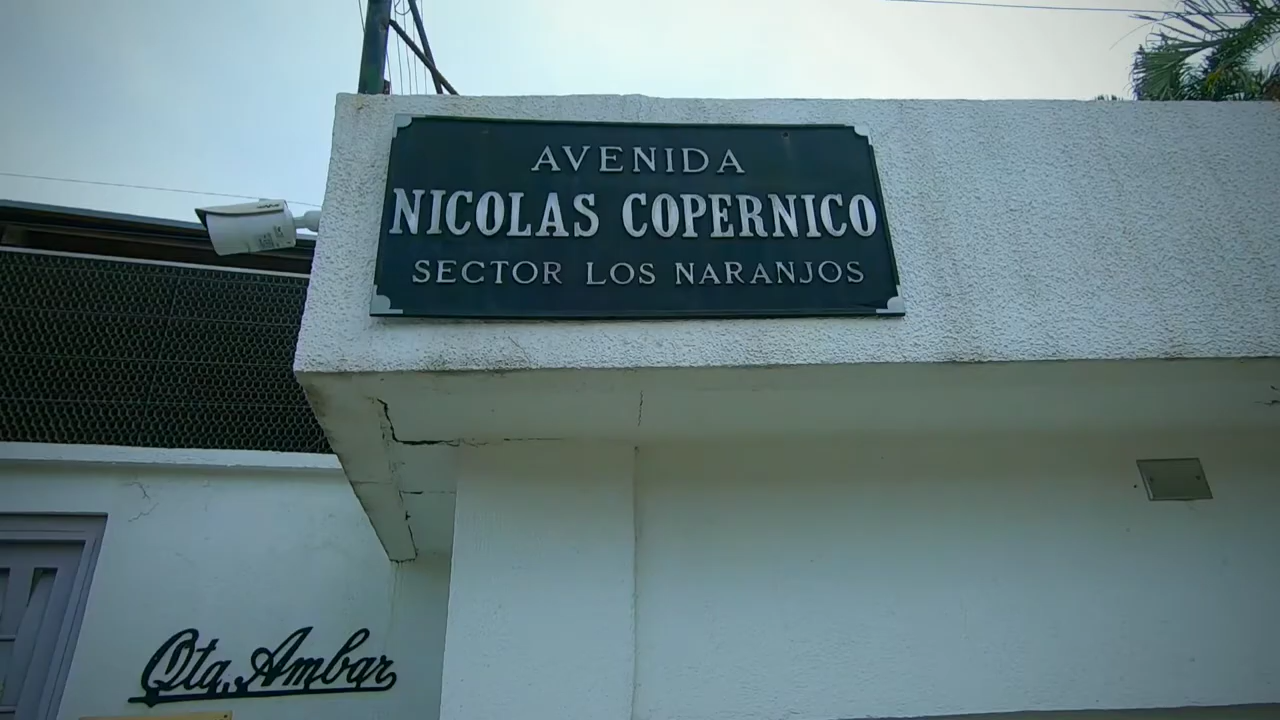 AVENIDA
NICOLAS COPERNICO
SECTOR LOS NARANJOS
Qta. Ambar